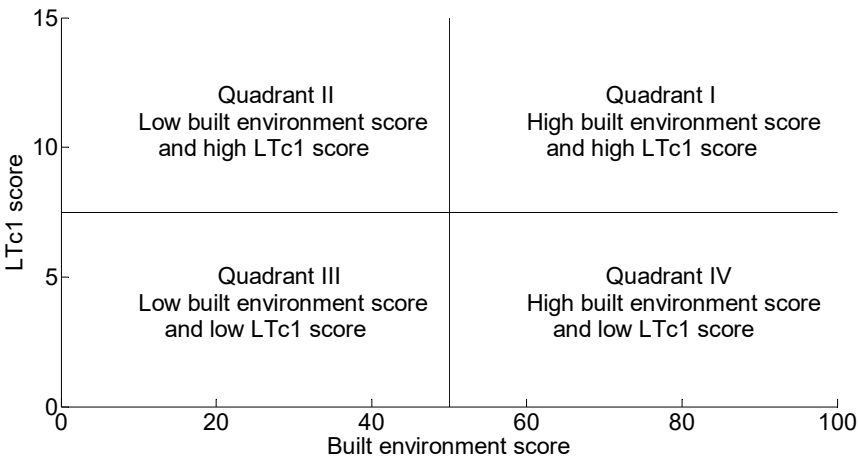 15
Quadrant II
Low built environment score
and high LTc1 score
Quadrant I
High built environment score
and high LTc1 score
10
LTc1 score
5
Quadrant III
Low built environment score
and low LTc1 score
Quadrant IV
High built environment score
and low LTc1 score
0
0 20 40 60 80 100
Built environment score